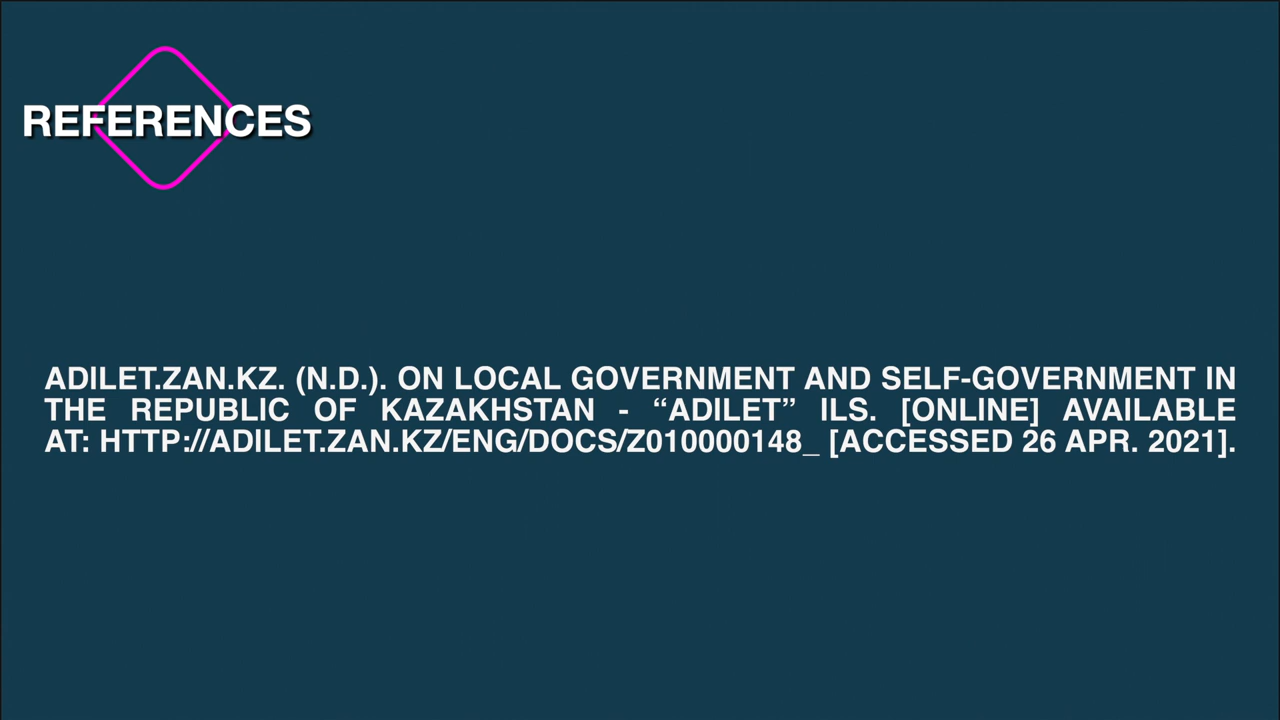 REFERENCES
ADILET.ZAN.KZ. (N.D.). ON LOCAL GOVERNMENT AND SELF-GOVERNMENT IN
THE REPUBLIC OF KAZAKHSTAN - “ADILET” ILS. [ONLINE] AVAILABLE
AT: HTTP://ADILET.ZAN.KZ/ENG/DOCS/Z010000148_ [ACCESSED 26 APR. 2021].